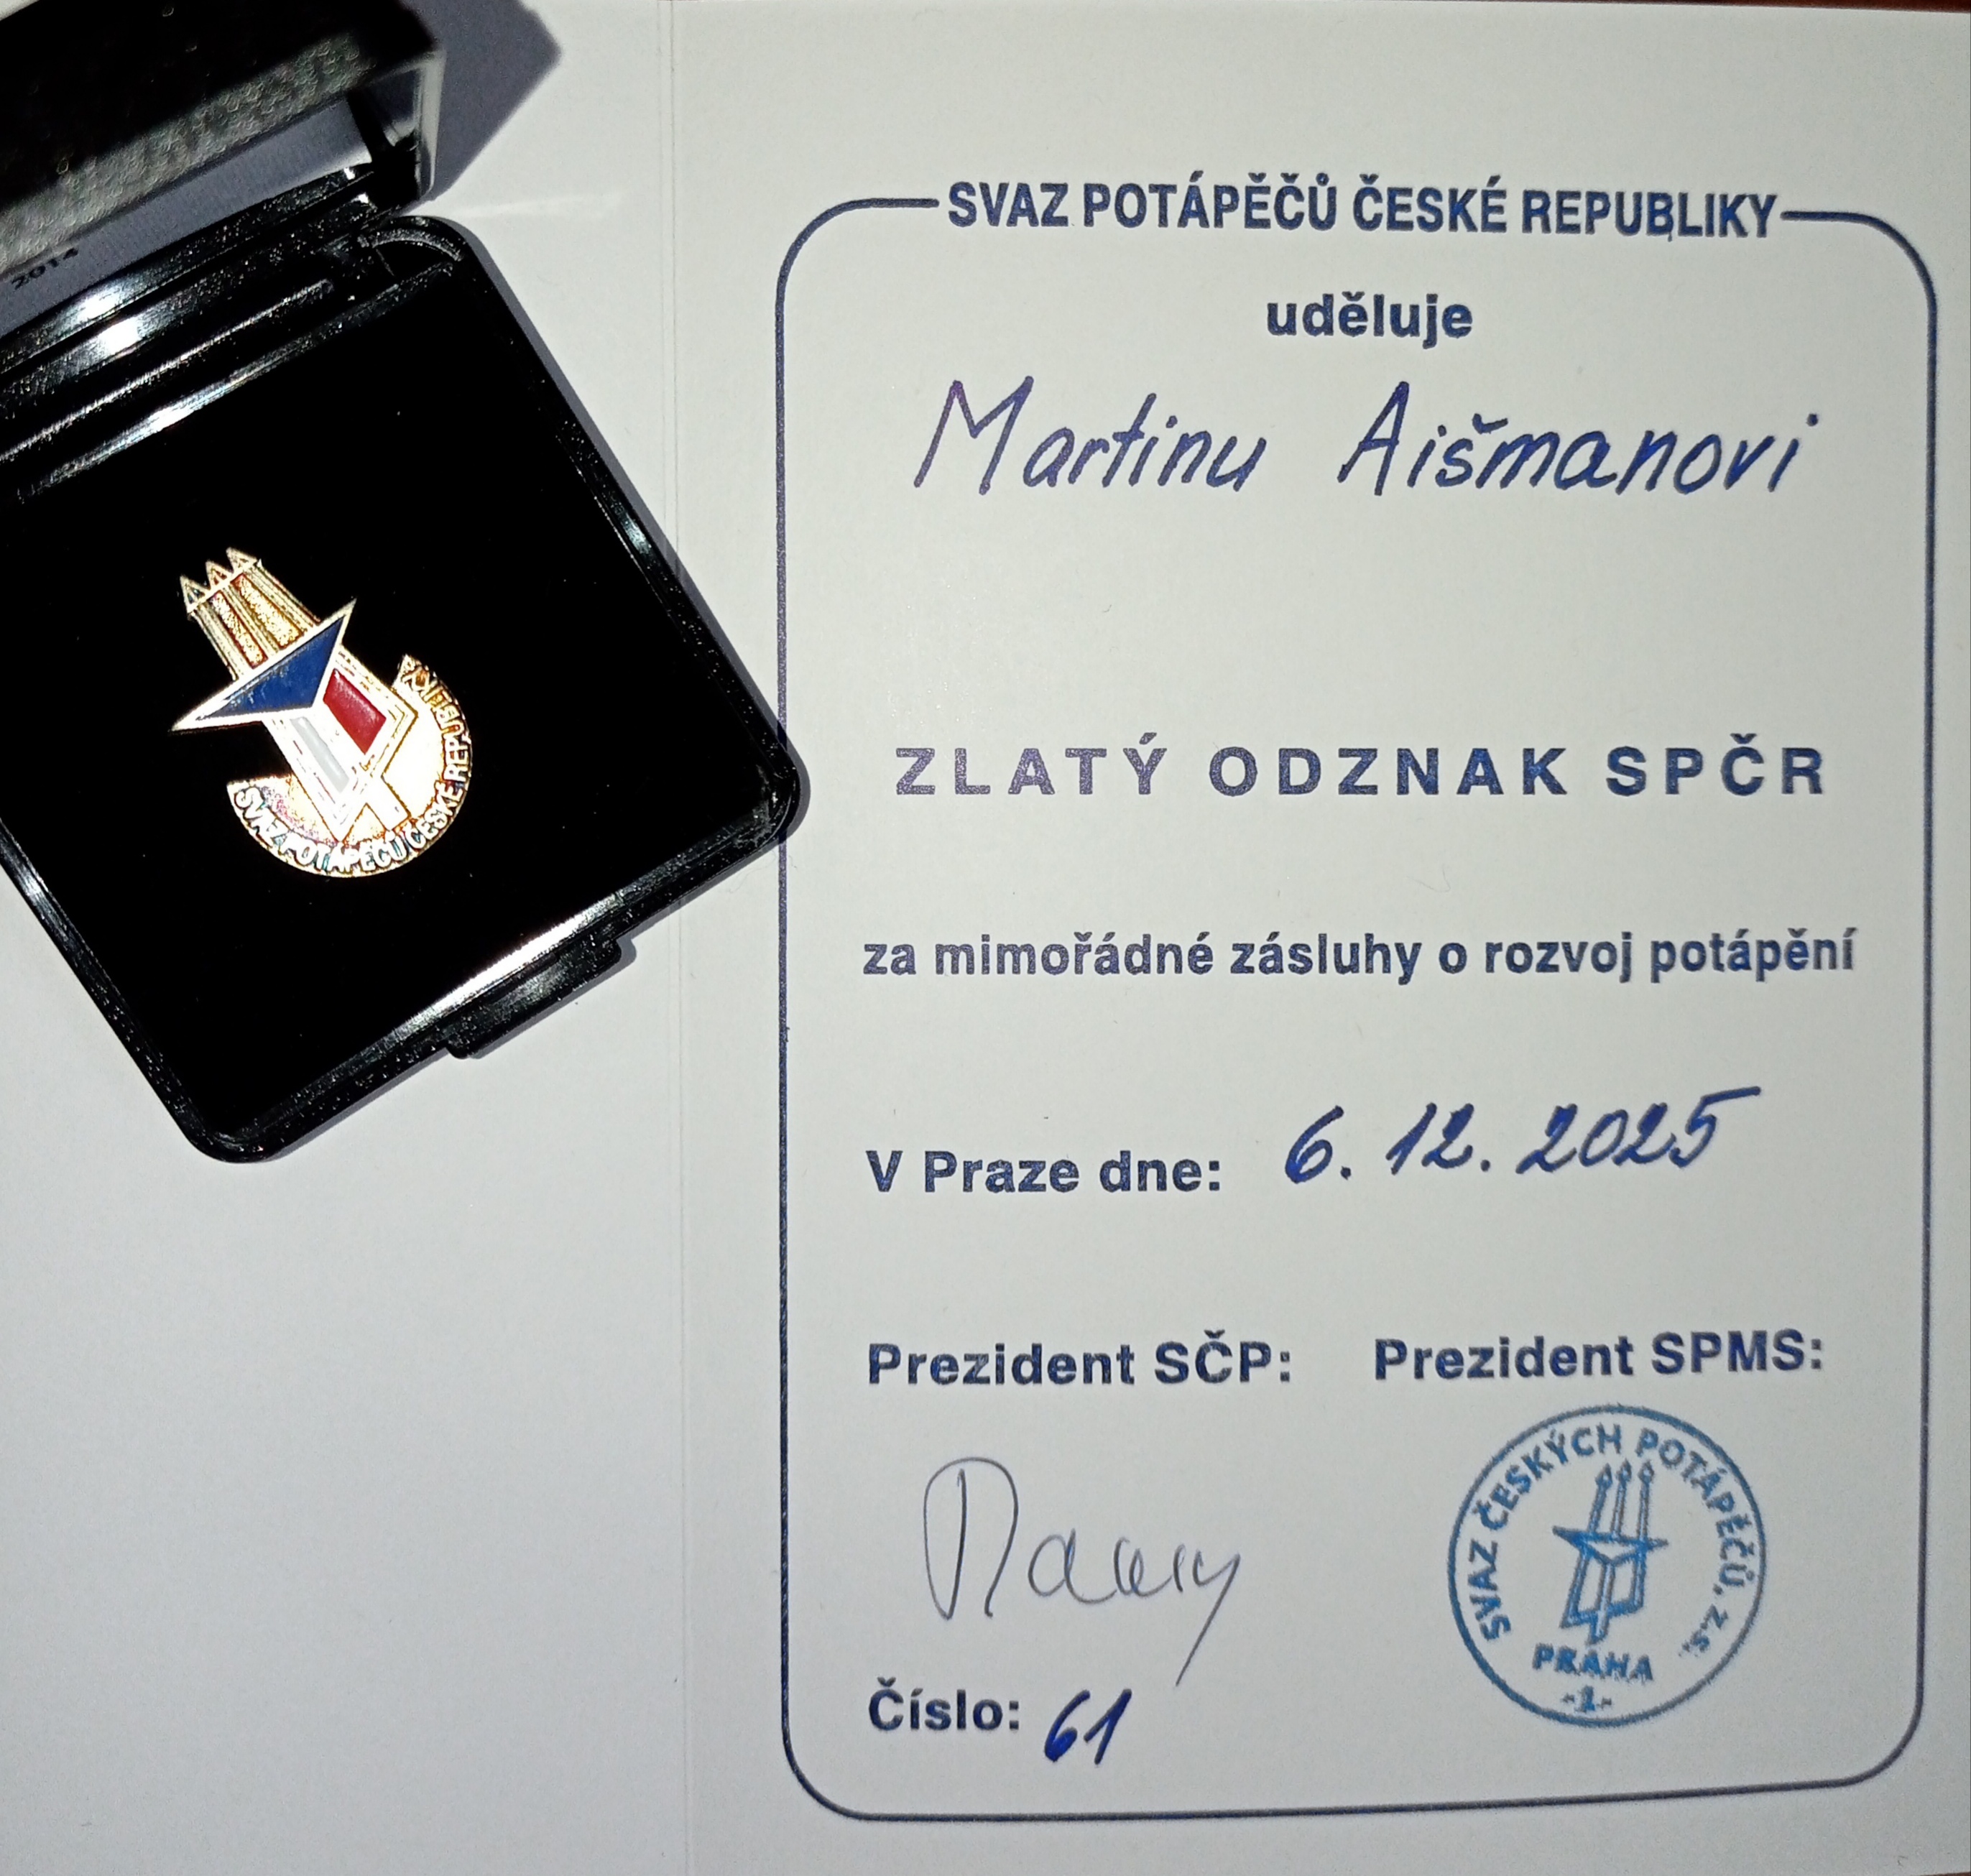 2014
SVAZ POTÁPĚČŮ ČESKÉ REPUBLIKY
SVAZ POTÁPĚČŮ ČESKÉ REPUBLIKY
uděluje
Martinu Aišmanovi
ZLATÝ ODZNAK SPČR
za mimořádné zásluhy o rozvoj potápění
V Praze dne: 6. 12. 2025
Prezident SČP: Prezident SPMS:
SVAZ ČESKÝCH POTÁPĚČŮ, z.s.
PRAHA
-1-
Číslo: 61